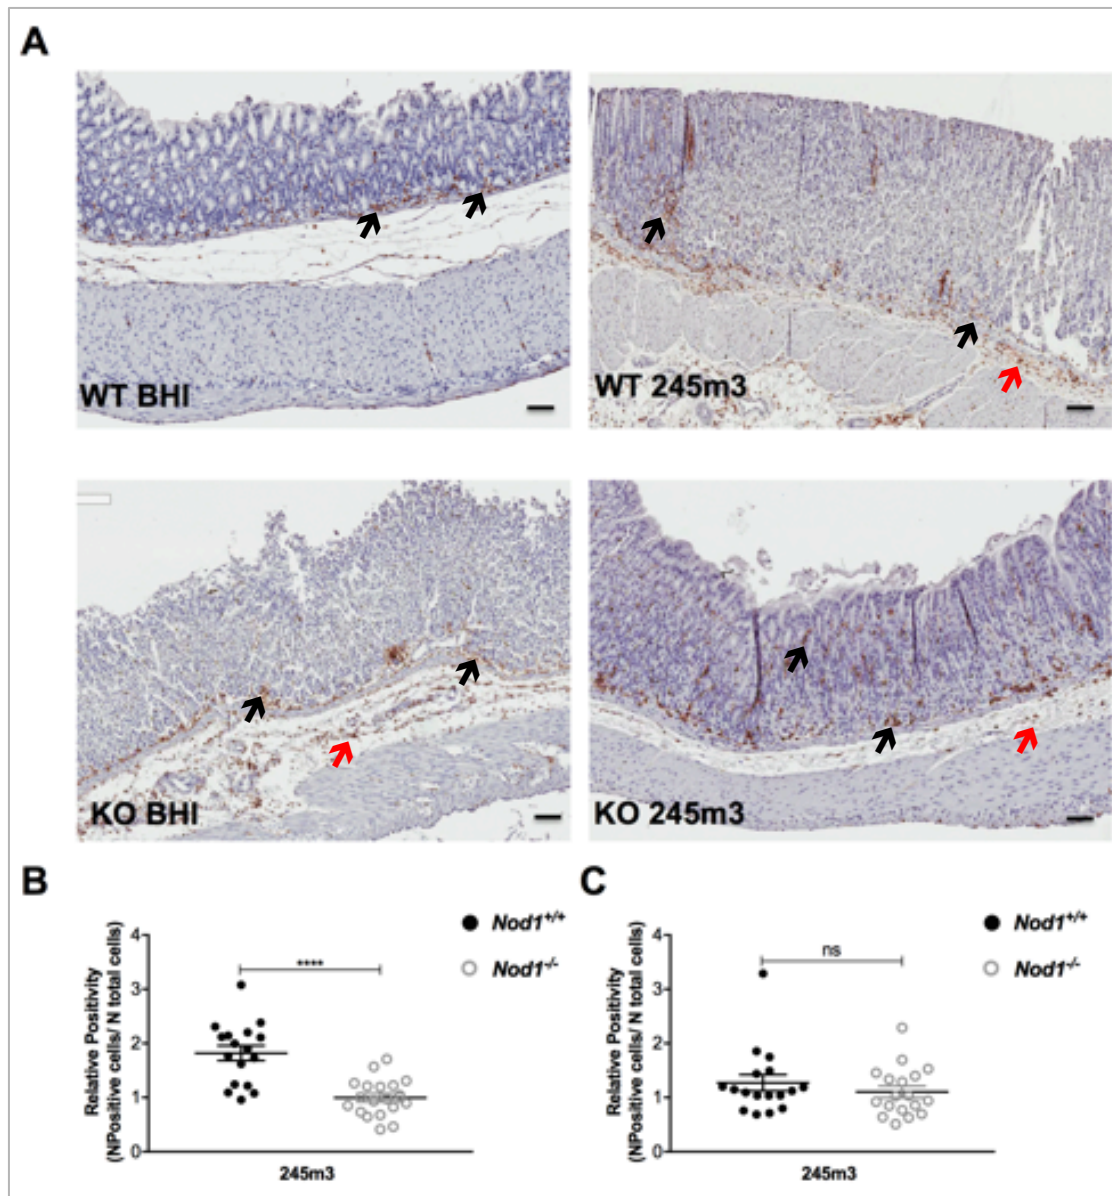 A
WT BHI
WT 245m3
KO BHI
KO 245m3
B
Nod1+/+
Nod1-/-
Relative Positivity
(NPositive cells/ N total cells)
4
3
2
1
0
****
245m3
C
Nod1+/+
Nod1-/-
Relative Positivity
(NPositive cells/ N total cells)
4
3
2
1
0
ns
245m3